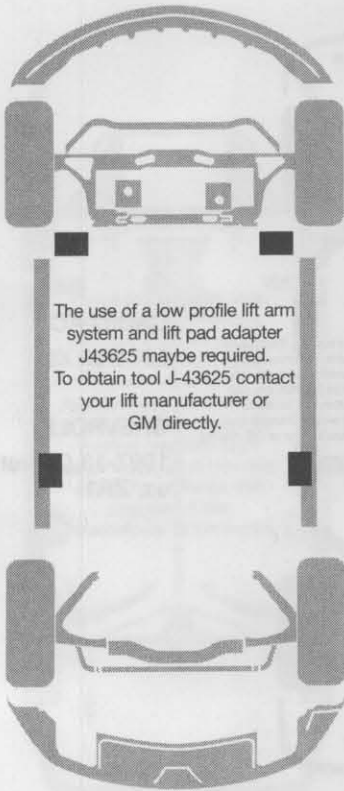 The use of a low profile lift arm
system and lift pad adapter
J43625 maybe required.
To obtain tool J-43625 contact
your lift manufacturer or
GM directly.